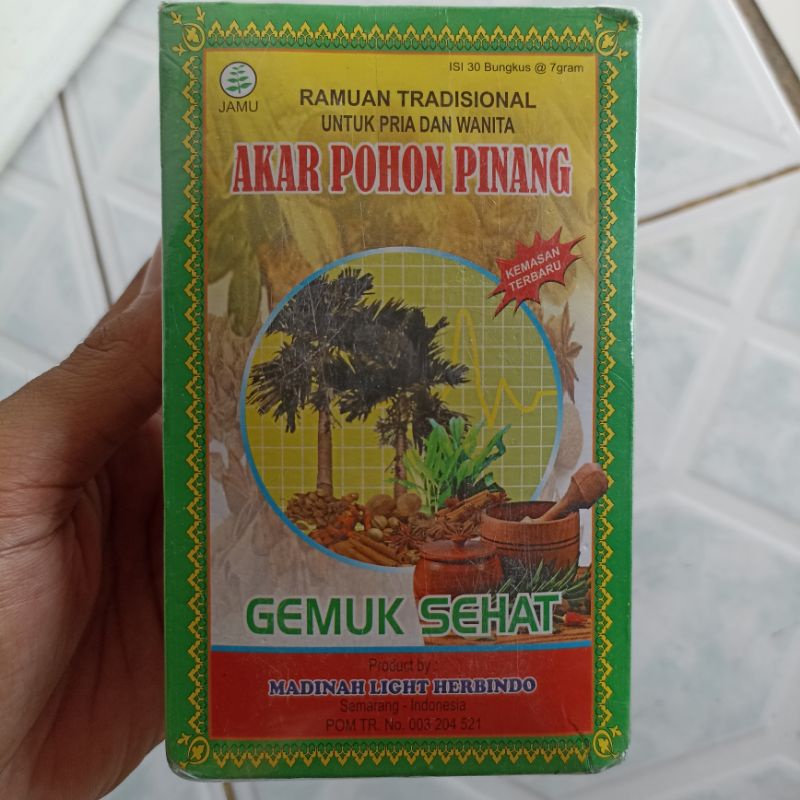 ISI 30 Bungkus @ 7gram
JAMU
RAMUAN TRADISIONAL
UNTUK PRIA DAN WANITA
AKAR POHON PINANG
KEMASAN
TERBARU
GEMUK SEHAT
Product by :
MADINAH LIGHT HERBINDO
Semarang - Indonesia
POM TR. No. 003 204 521